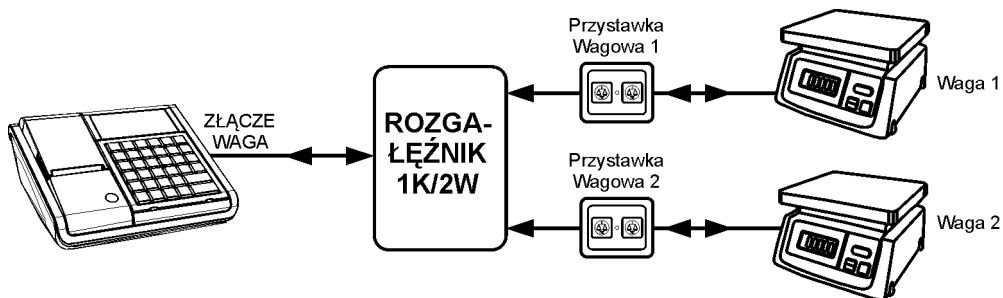 Przystawka
Wagowa 1
Waga 1
ZŁĄCZE
WAGA
ROZGA-
ŁĘŹNIK
1K/2W
Przystawka
Wagowa 2
Waga 2